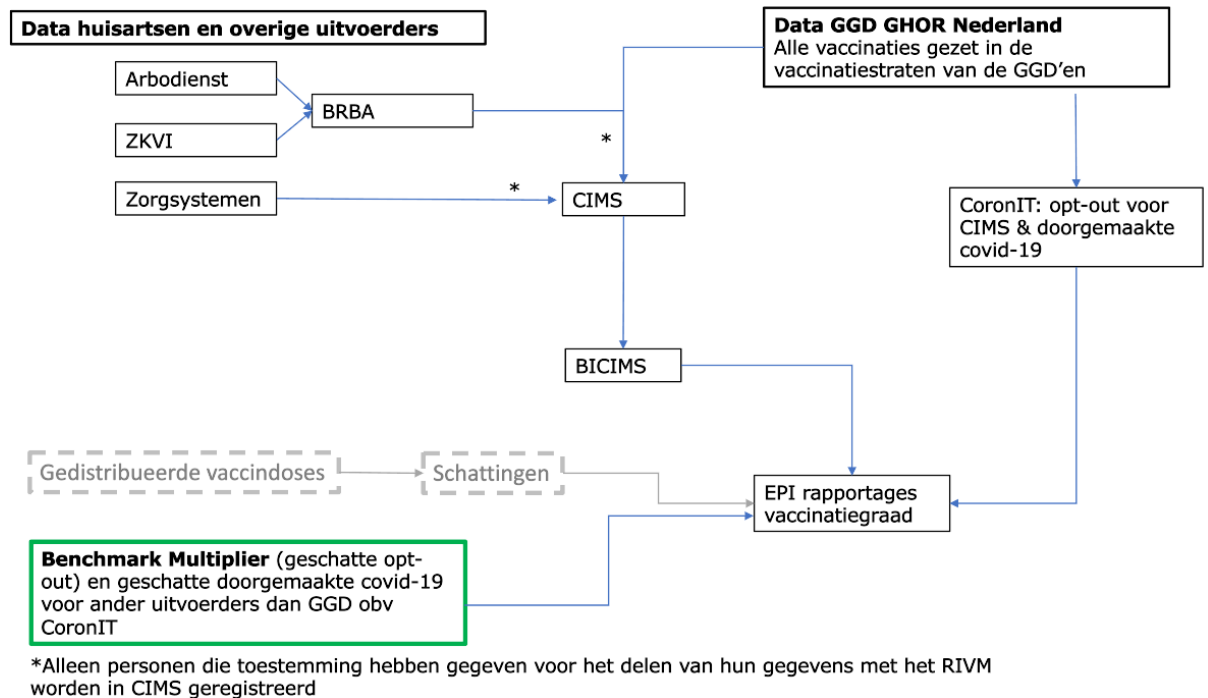 Data huisartsen en overige uitvoerders
Data GGD GHOR Nederland
Alle vaccinaties gezet in de
vaccinatiestraten van de GGD'en
Arbodienst
BRBA
ZKVI
*
Zorgsystemen
*
CIMS
CoronIT: opt-out voor
CIMS & doorgemaakte
covid-19
BICIMS
Gedistribueerde vaccindoses
Schattingen
EPI rapportages
vaccinatiegraad
Benchmark Multiplier (geschatte opt-
out) en geschatte doorgemaakte covid-19
voor ander uitvoerders dan GGD obv
CoronIT
*Alleen personen die toestemming hebben gegeven voor het delen van hun gegevens met het RIVM
worden in CIMS geregistreerd